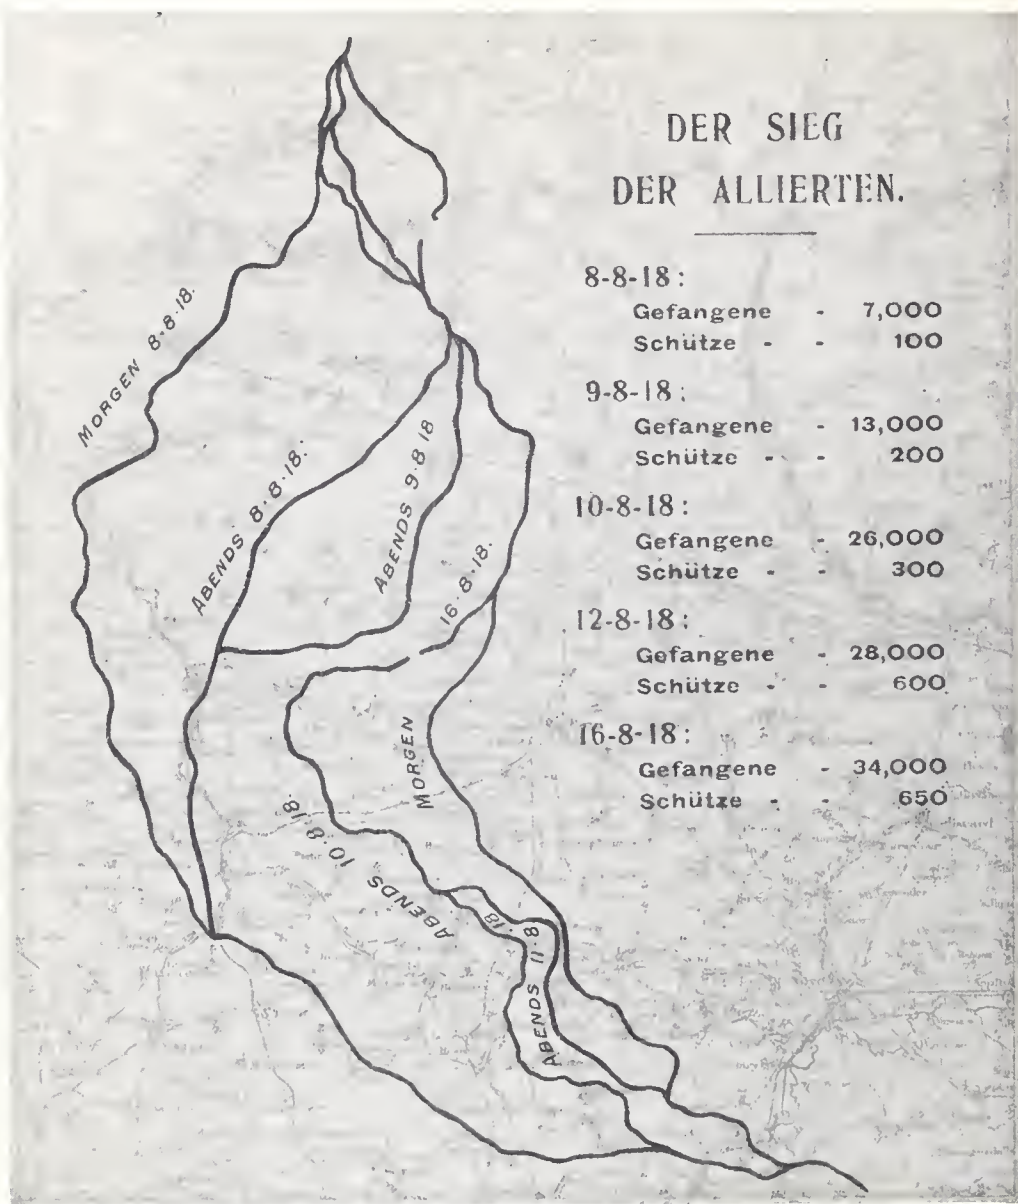 DER SIEG
DER ALLIERTEN.
8-8-18:
Gefangene - 7,000
Schütze - - 100
9-8-18:
Gefangene - 13,000
Schütze - - 200
10-8-18:
Gefangene - 26,000
Schütze - - 300
12-8-18:
Gefangene - 28,000
Schütze - - 600
16-8-18:
Gefangene - 34,000
Schütze - - 650
MORGEN 8·8·18.
ABENDS 8·8·18.
ABENDS 9·8·18
MORGEN 16·8·18.
ABENDS 10·8·18.
ABENDS 11·8·18.